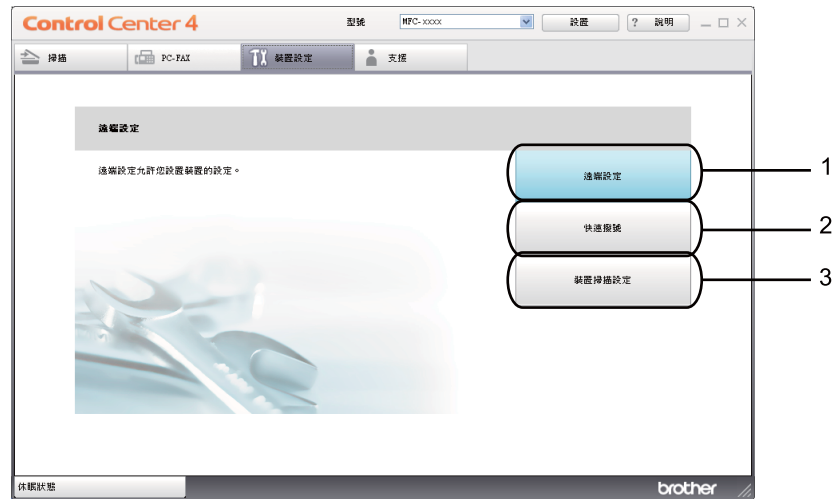 Control Center 4
型號
MFC-xxxx
設置
? 說明
掃描
PC-FAX
裝置設定
支援
遠端設定
遠端設定允許您設置裝置的設定。
遠端設定
1
快速撥號
2
裝置掃描設定
3
休眠狀態
brother